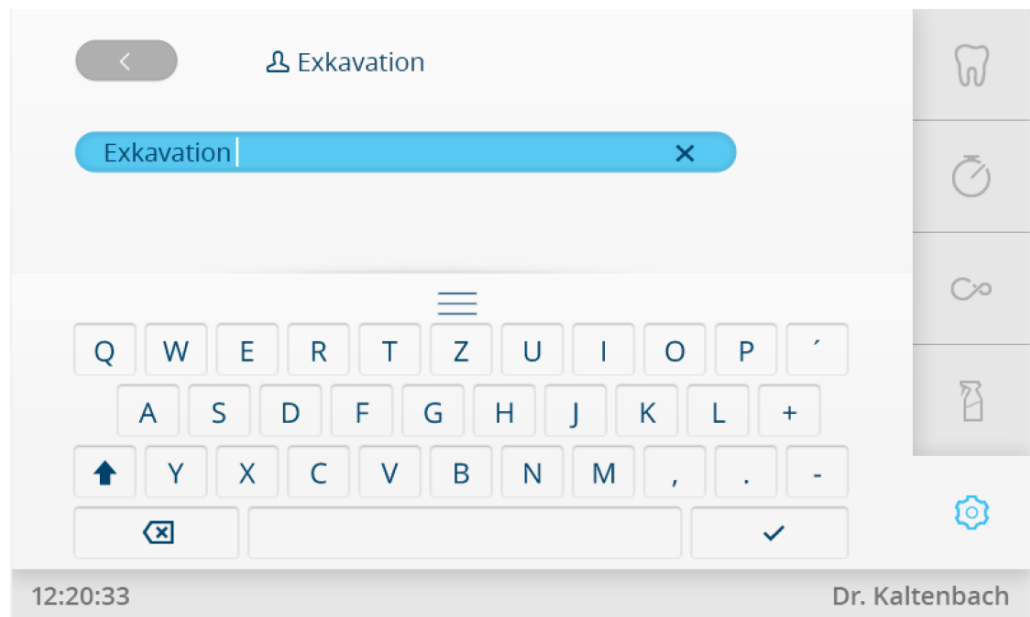 Exkavation
Exkavation
Q W E R T Z U I O P ´
A S D F G H J K L +
Y X C V B N M , . -
12:20:33 Dr. Kaltenbach